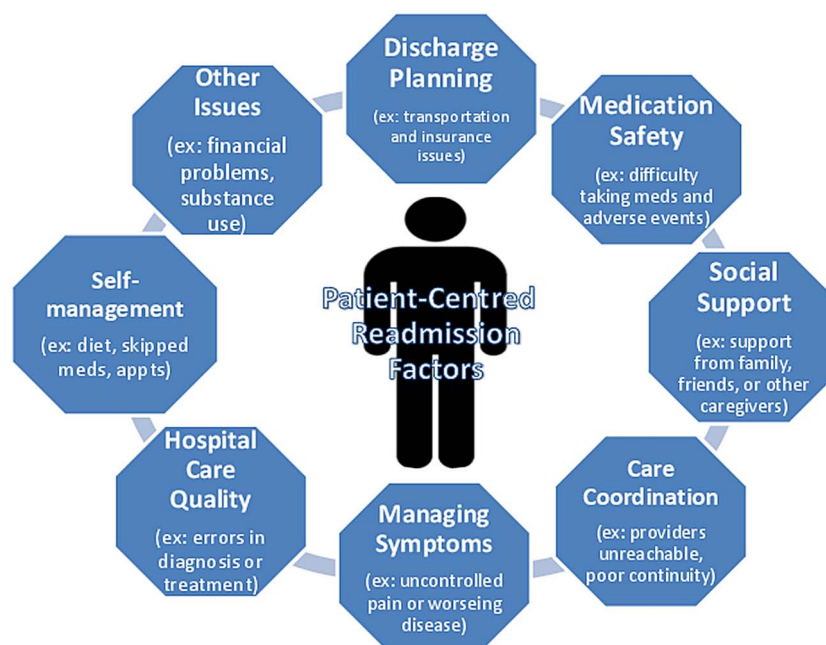 Discharge
Planning
(ex: transportation
and insurance
issues)
Medication
Safety
(ex: difficulty
taking meds and
adverse events)
Social
Support
(ex: support
from family,
friends, or other
caregivers)
Care
Coordination
(ex: providers
unreachable,
poor continuity)
Managing
Symptoms
(ex: uncontrolled
pain or worseing
disease)
Hospital
Care
Quality
(ex: errors in
diagnosis or
treatment)
Self-
management
(ex: diet, skipped
meds, appts)
Other
Issues
(ex: financial
problems,
substance
use)
Patient-Centred
Readmission
Factors